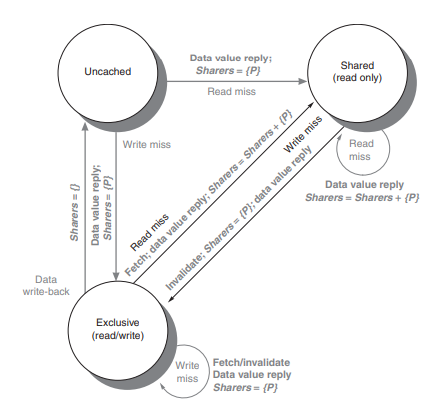 Uncached
Data value reply;
Sharers = {P}
Read miss
Shared
(read only)
Write miss
Read
miss
Data value reply
Sharers = Sharers + {P}
Sharers = {}
Data value reply;
Sharers = {P}
Data
write-back
Read miss
Fetch; data value reply; Sharers = Sharers + {P}
Write miss
Invalidate; Sharers = {P}; data value reply
Exclusive
(read/write)
Write
miss
Fetch/invalidate
Data value reply
Sharers = {P}